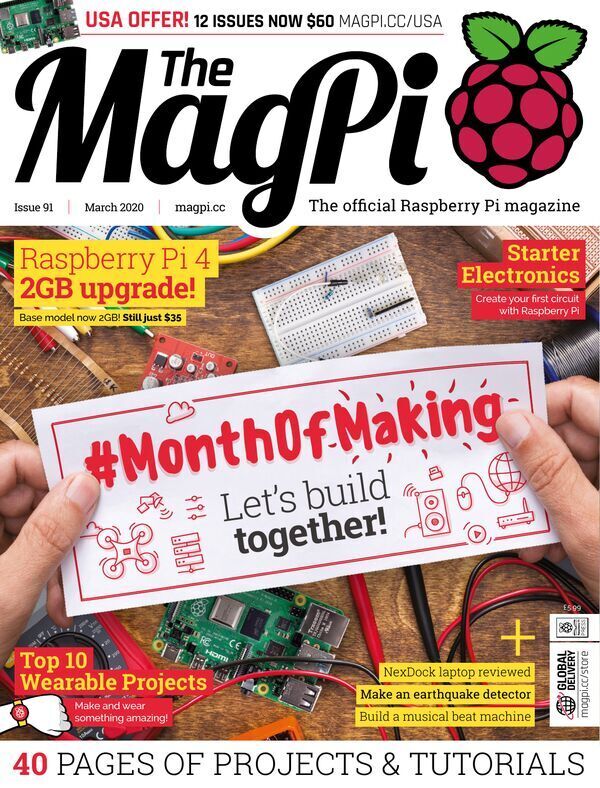 USA OFFER! 12 ISSUES NOW $60 MAGPI.CC/USA
The
MagPi
Issue 91 | March 2020 | magpi.cc
The official Raspberry Pi magazine
Raspberry Pi 4
2GB upgrade!
Base model now 2GB! Still just $35
Starter
Electronics
Create your first circuit
with Raspberry Pi
#MonthOfMaking
Let's build
together!
HDMI
£5.99
GLOBAL
DELIVERY
magpi.cc/store
Top 10
Wearable Projects
Make and wear
something amazing!
+
NexDock laptop reviewed
Make an earthquake detector
Build a musical beat machine
40 PAGES OF PROJECTS & TUTORIALS